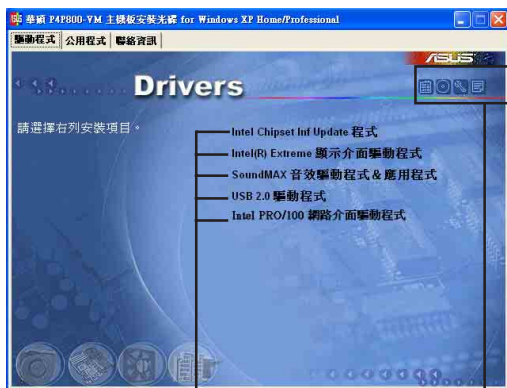 華碩 P4P800-VM 主機板安裝光碟 for Windows XP Home/Professional
驅動程式 公用程式 聯絡資訊
ASUS
Drivers
請選擇右列安裝項目。
Intel Chipset Inf Update 程式
Intel(R) Extreme 顯示介面驅動程式
SoundMAX 音效驅動程式 & 應用程式
USB 2.0 驅動程式
Intel PRO/100 網路介面驅動程式